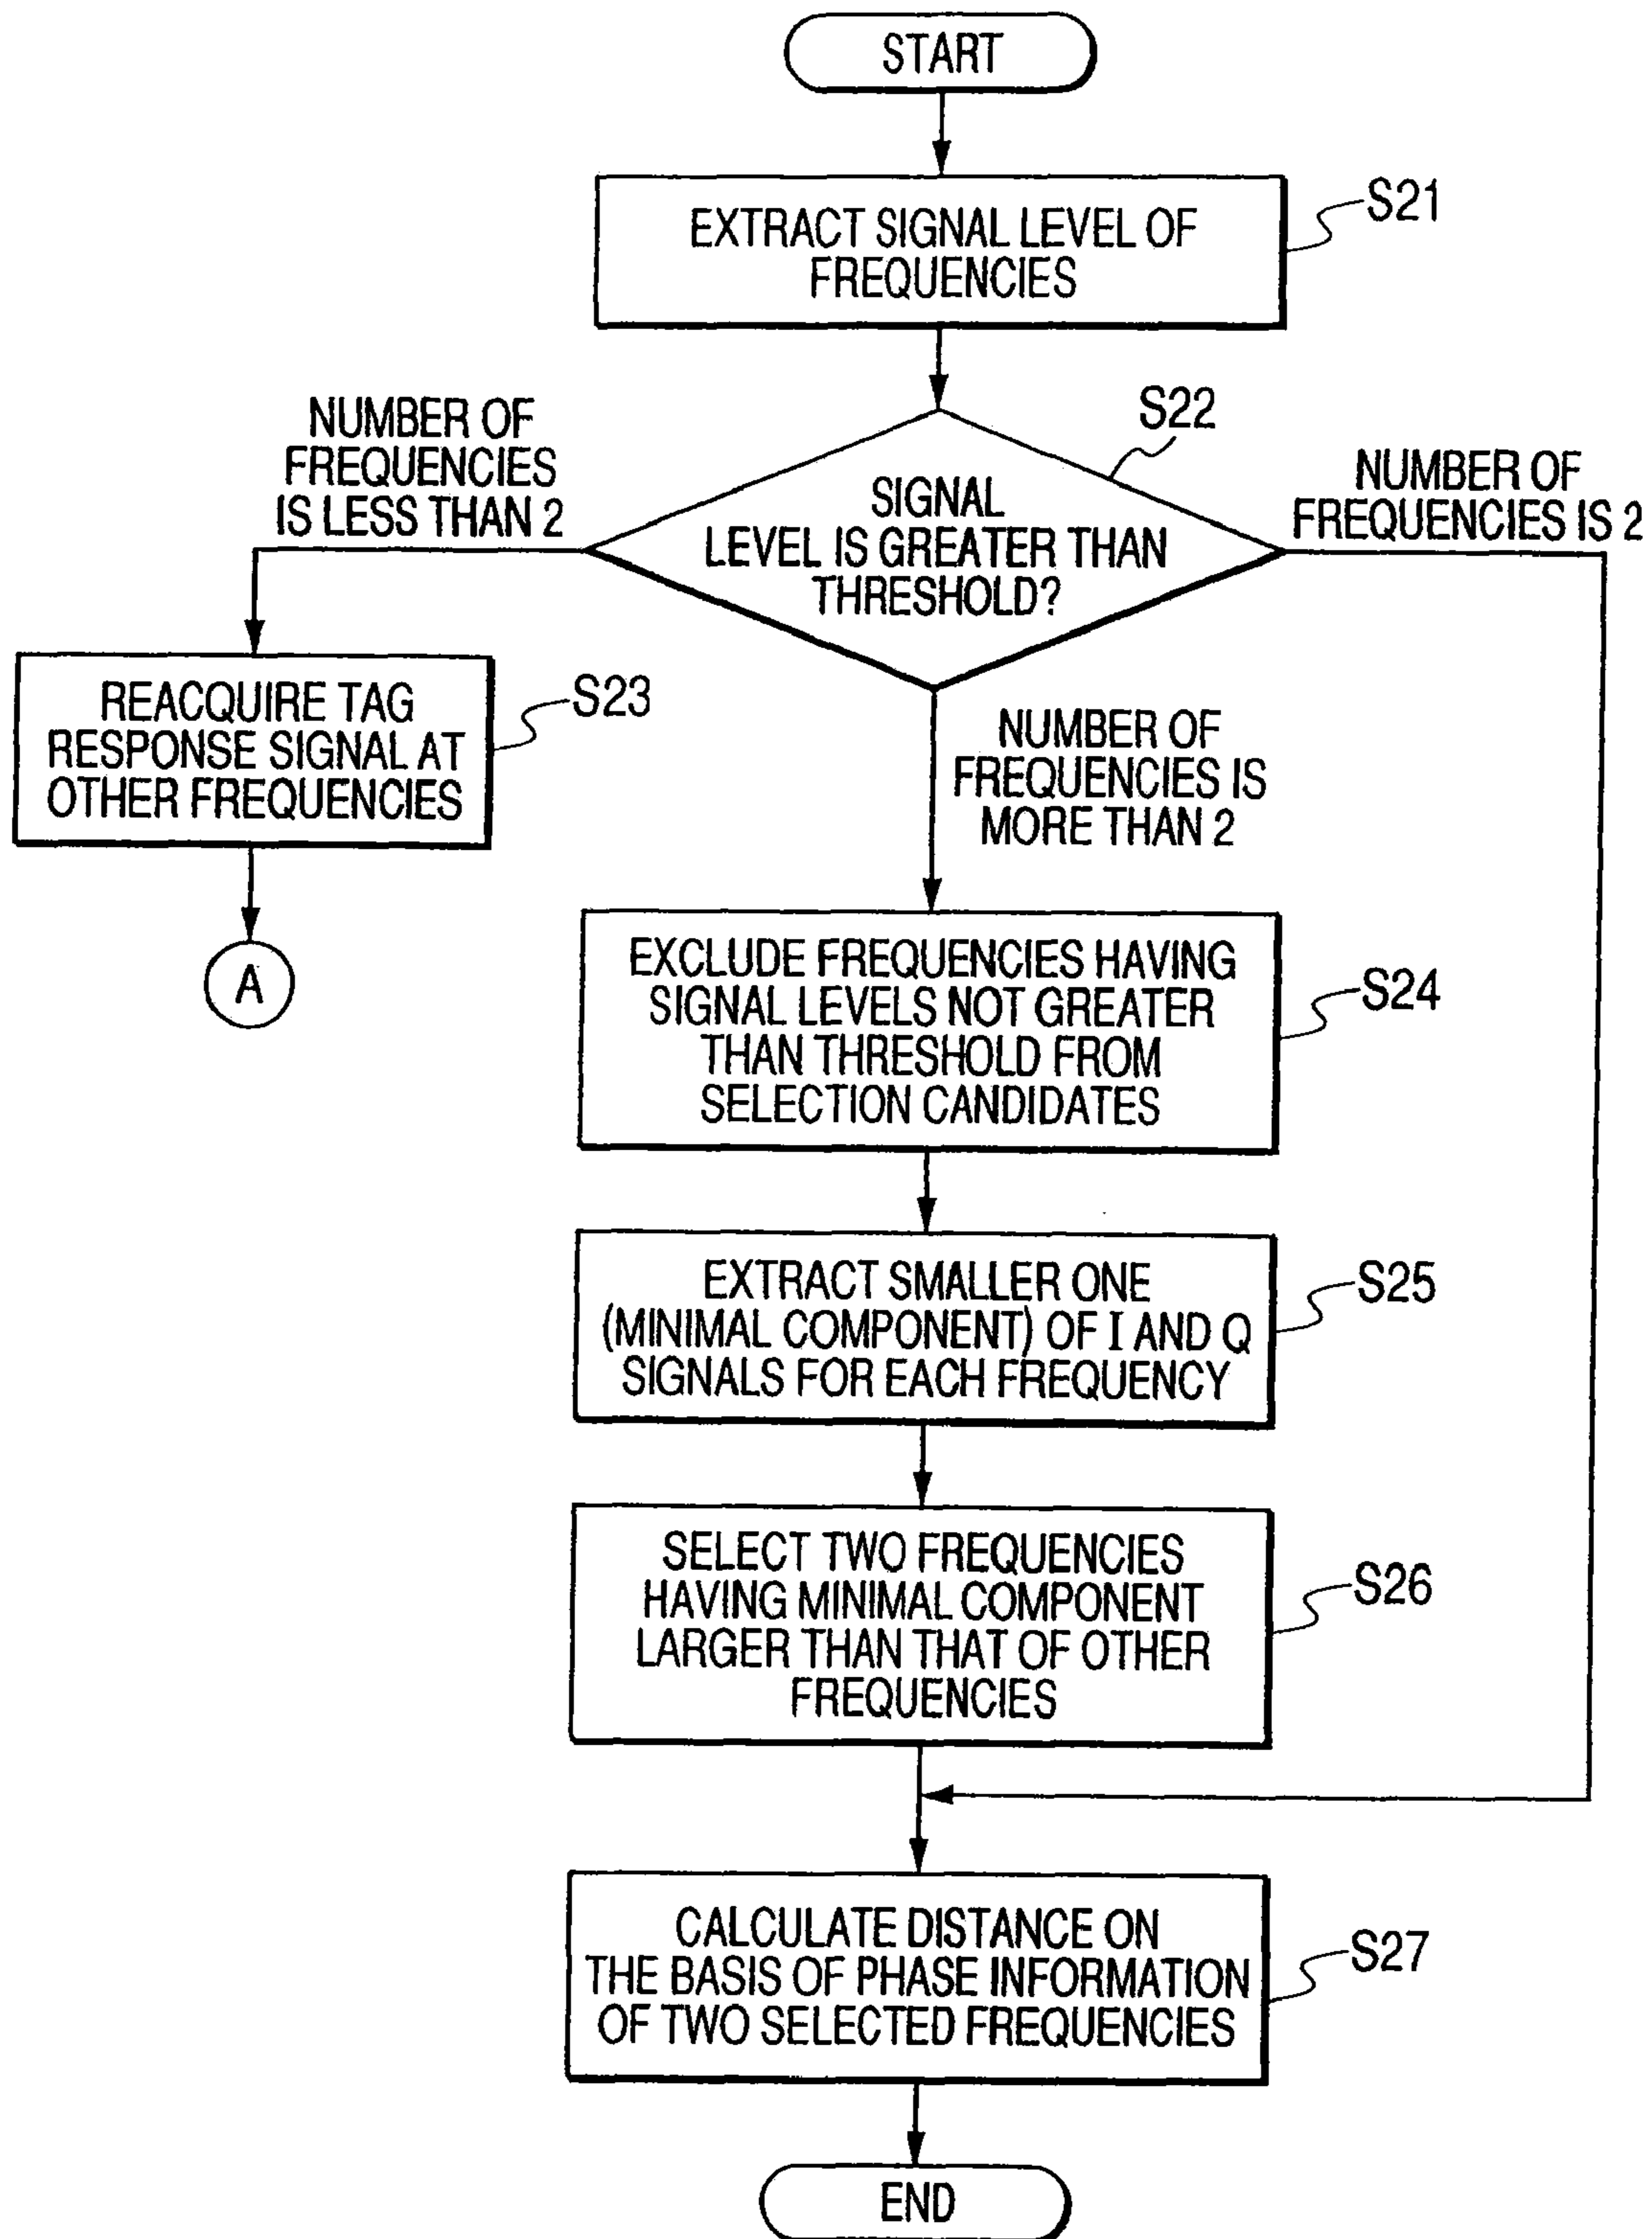 START
EXTRACT SIGNAL LEVEL OF
FREQUENCIES
S21
S22
SIGNAL
LEVEL IS GREATER THAN
THRESHOLD?
NUMBER OF
FREQUENCIES
IS LESS THAN 2
NUMBER OF
FREQUENCIES IS 2
REACQUIRE TAG
RESPONSE SIGNAL AT
OTHER FREQUENCIES
S23
A
NUMBER OF
FREQUENCIES IS
MORE THAN 2
EXCLUDE FREQUENCIES HAVING
SIGNAL LEVELS NOT GREATER
THAN THRESHOLD FROM
SELECTION CANDIDATES
S24
EXTRACT SMALLER ONE
(MINIMAL COMPONENT) OF I AND Q
SIGNALS FOR EACH FREQUENCY
S25
SELECT TWO FREQUENCIES
HAVING MINIMAL COMPONENT
LARGER THAN THAT OF OTHER
FREQUENCIES
S26
CALCULATE DISTANCE ON
THE BASIS OF PHASE INFORMATION
OF TWO SELECTED FREQUENCIES
S27
END